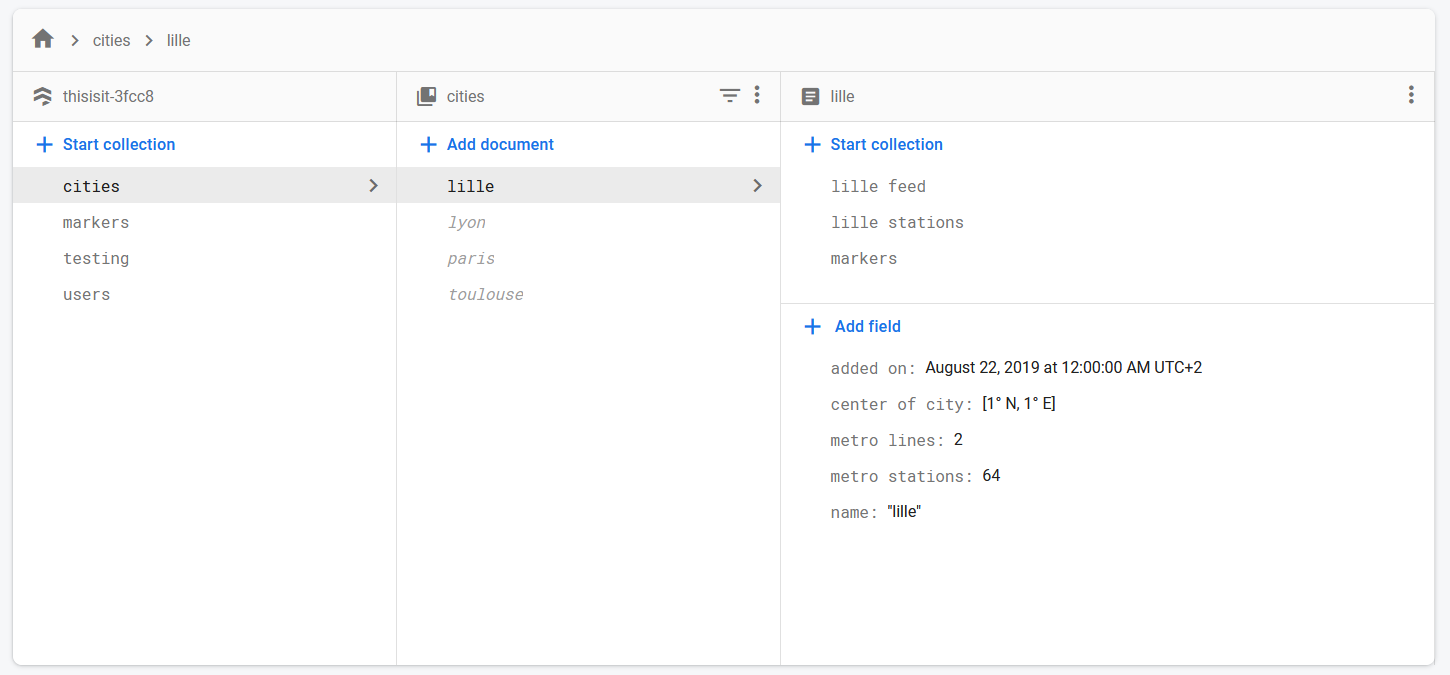 cities lille
thisisit-3fcc8
Start collection
cities
markers
testing
users
cities
Add document
lille
lyon
paris
toulouse
lille
Start collection
lille feed
lille stations
markers
Add field
added on: August 22, 2019 at 12:00:00 AM UTC+2
center of city: [1° N, 1° E]
metro lines: 2
metro stations: 64
name: "lille"